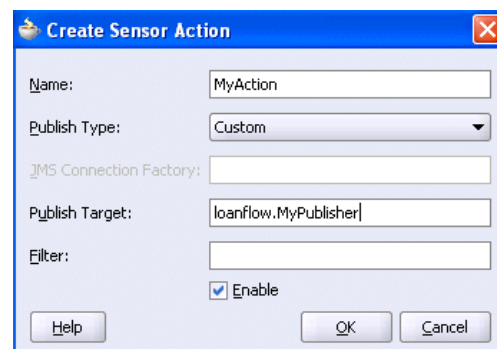 Create Sensor Action
Name: MyAction
Publish Type: Custom
JMS Connection Factory:
Publish Target: loanflow.MyPublisher
Filter:
Enable
Help OK Cancel